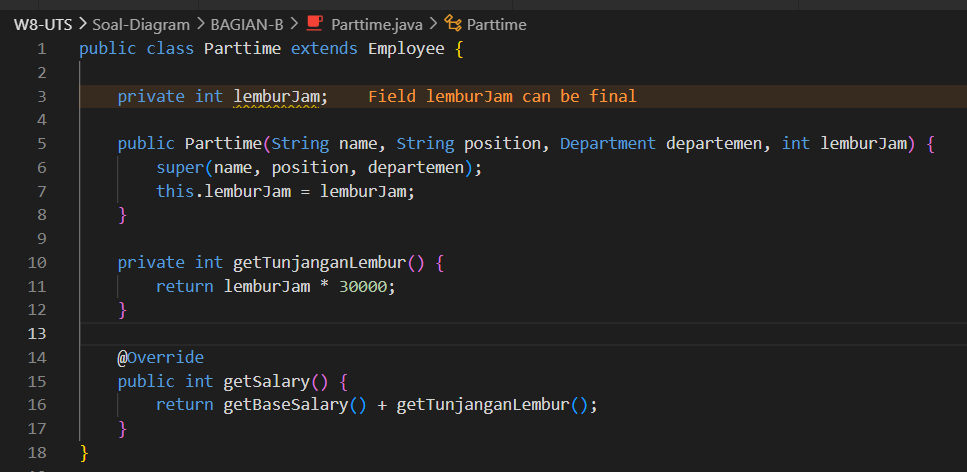 W8-UTS > Soal-Diagram > BAGIAN-B > Parttime.java > Parttime
1 public class Parttime extends Employee {
2
3 private int lemburJam; Field lemburJam can be final
4
5 public Parttime(String name, String position, Department departemen, int lemburJam) {
6 super(name, position, departemen);
7 this.lemburJam = lemburJam;
8 }
9
10 private int getTunjanganLembur() {
11 return lemburJam * 30000;
12 }
13
14 @Override
15 public int getSalary() {
16 return getBaseSalary() + getTunjanganLembur();
17 }
18 }